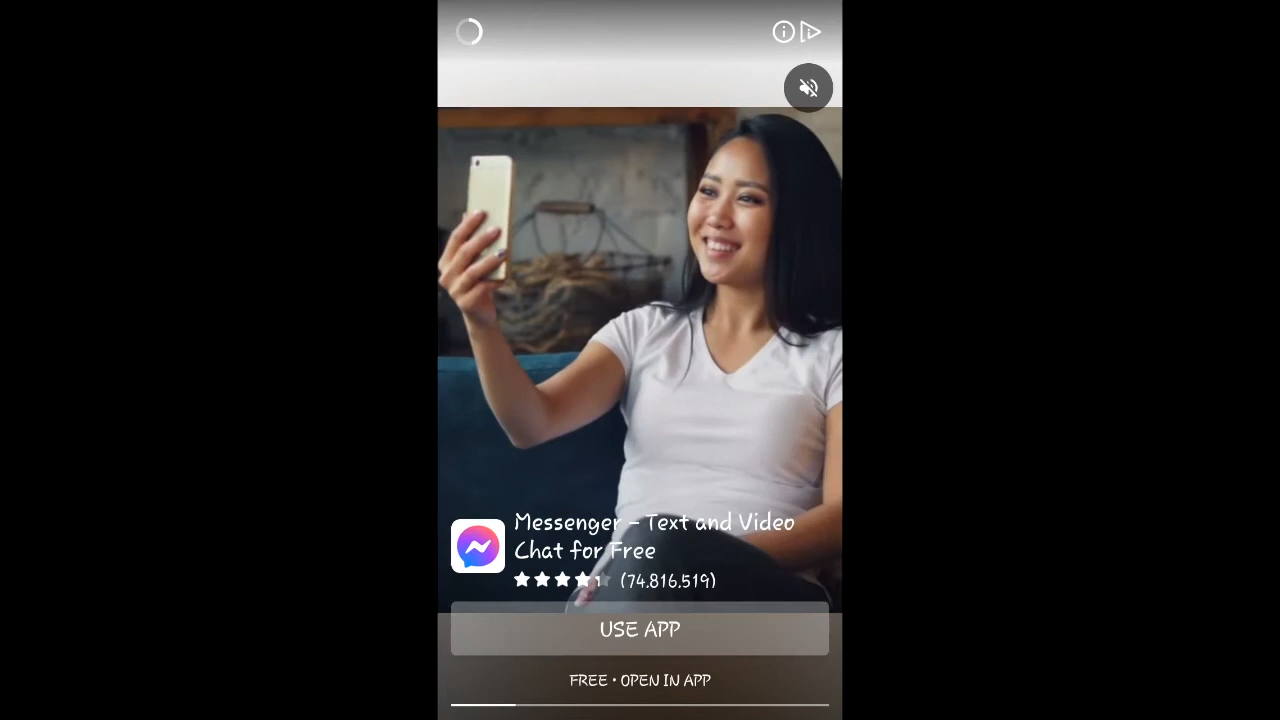 Messenger – Text and Video
Chat for Free
(74.816.519)
USE APP
FREE • OPEN IN APP